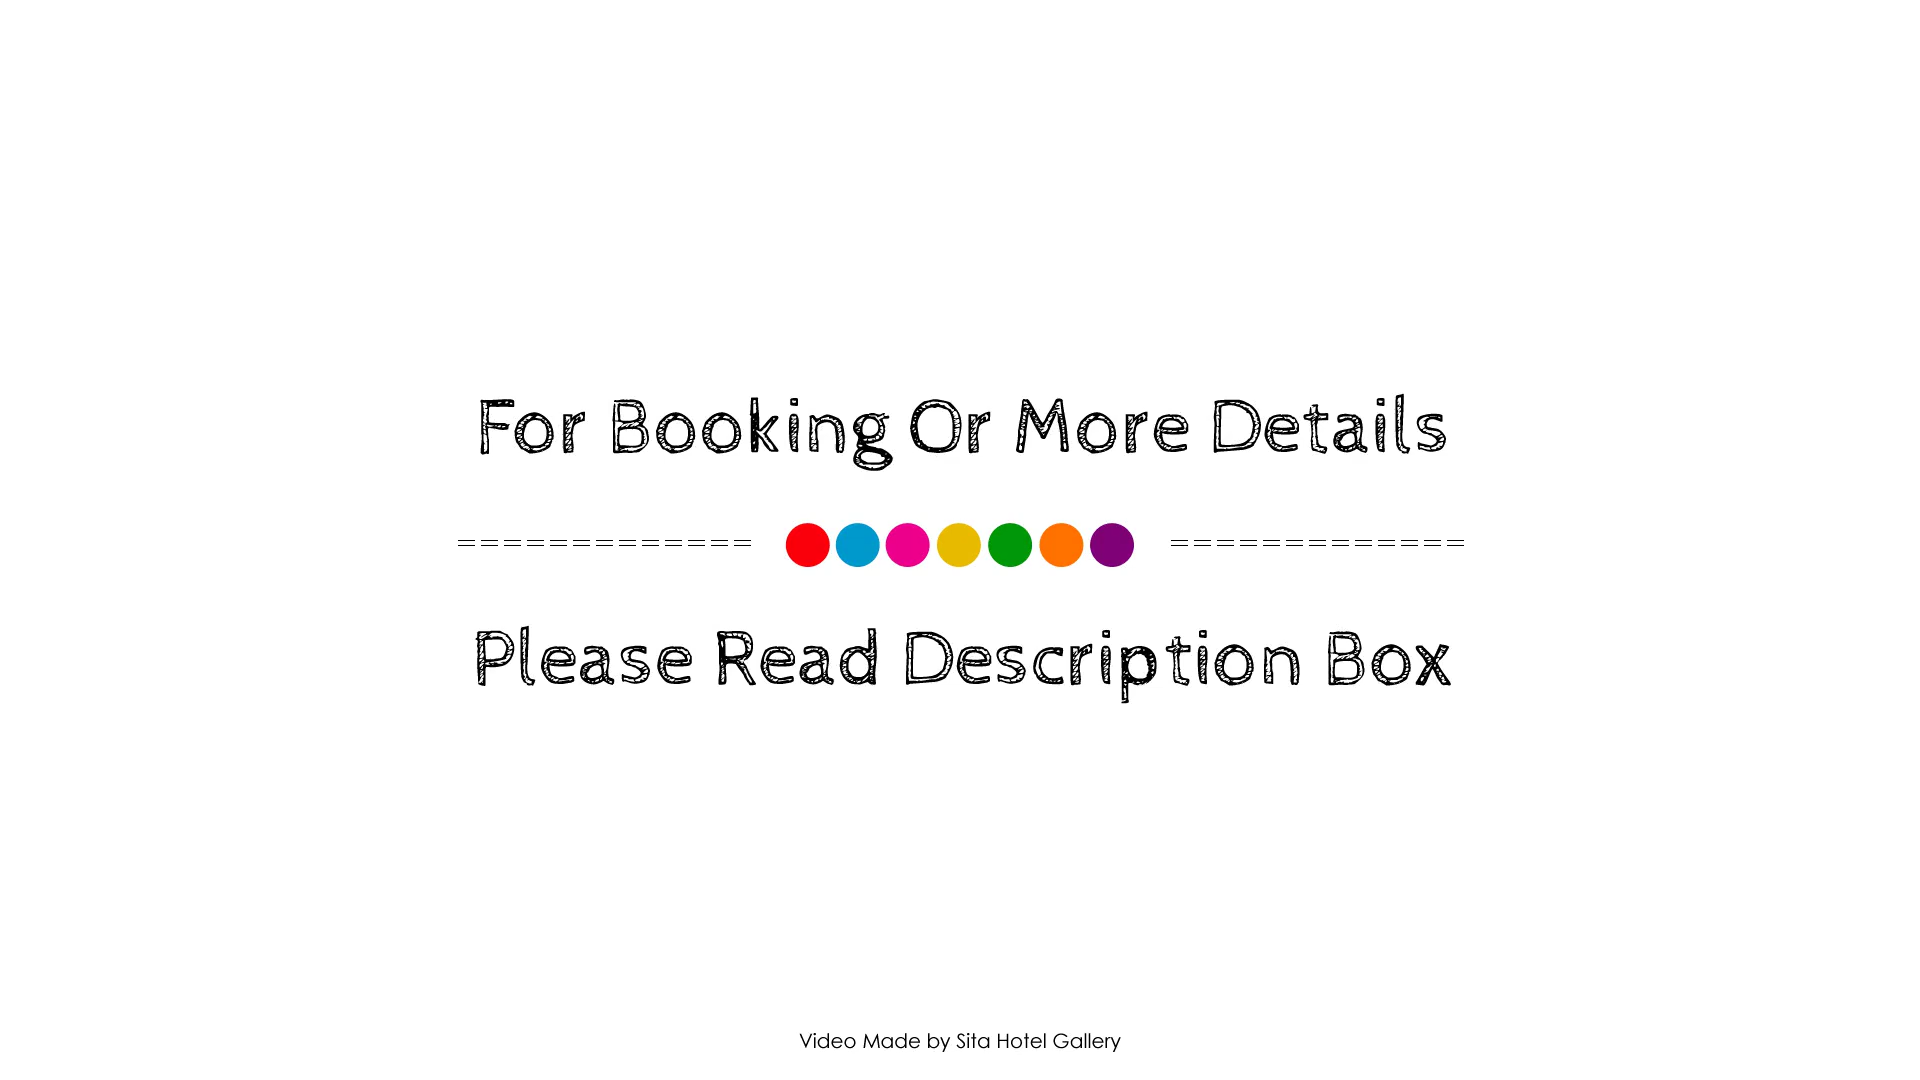 For Booking Or More Details
============= =============
Please Read Description Box
Video Made by Sita Hotel Gallery